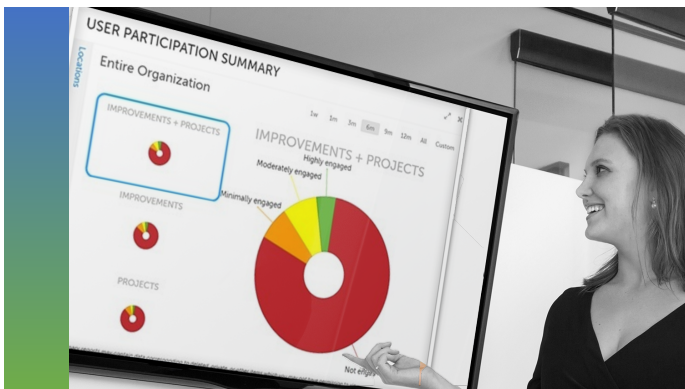 USER PARTICIPATION SUMMARY
Locations
Entire Organization
1w 1m 3m 6m 9m 12m All Custom
IMPROVEMENTS + PROJECTS
IMPROVEMENTS
PROJECTS
IMPROVEMENTS + PROJECTS
Highly engaged
Moderately engaged
Minimally engaged
Not